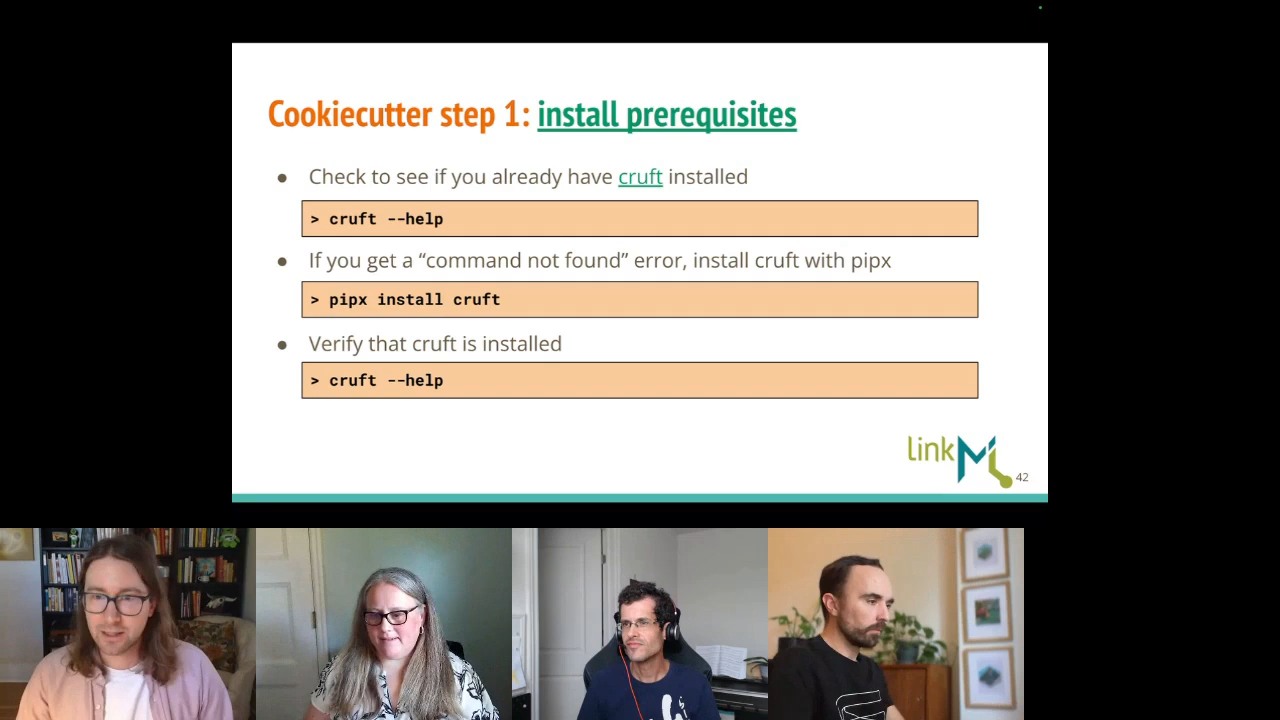 Cookiecutter step 1: install prerequisites
● Check to see if you already have cruft installed
> cruft --help
● If you get a “command not found” error, install cruft with pipx
> pipx install cruft
● Verify that cruft is installed
> cruft --help
linkML
42